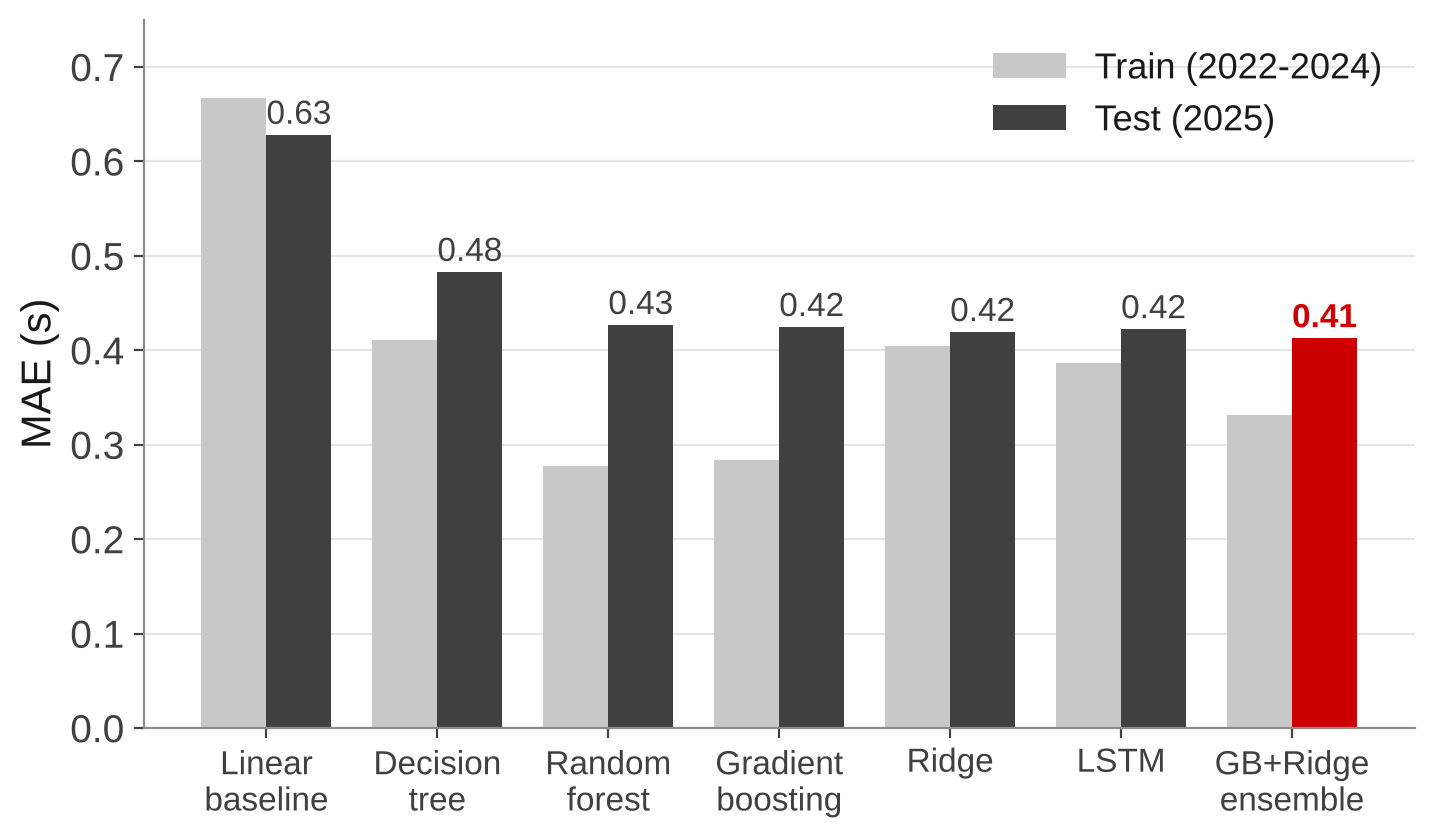 Train (2022-2024)
Test (2025)
MAE (s)
0.7
0.6
0.5
0.4
0.3
0.2
0.1
0.0
0.63
0.48
0.43
0.42
0.42
0.42
0.41
Linear
baseline
Decision
tree
Random
forest
Gradient
boosting
Ridge
LSTM
GB+Ridge
ensemble